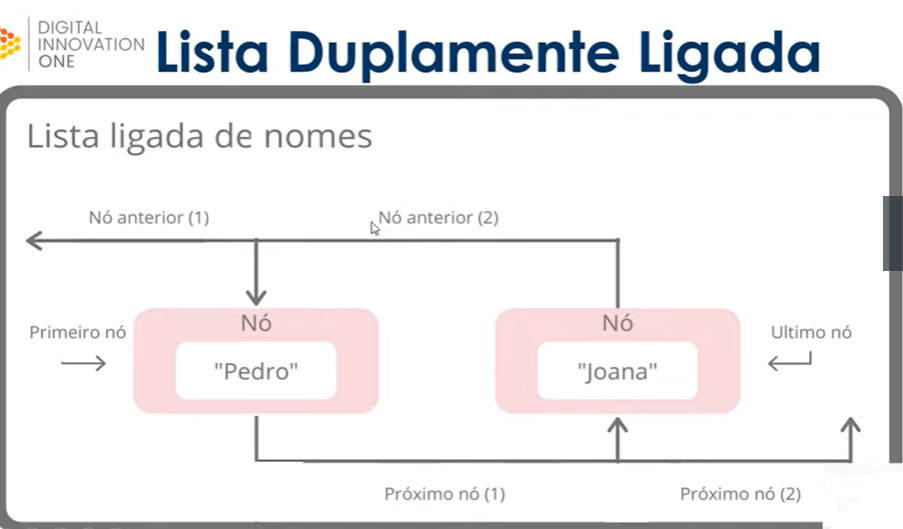 DIGITAL
INNOVATION
ONE
Lista Duplamente Ligada
Lista ligada de nomes
Nó anterior (1)
Nó anterior (2)
Primeiro nó
Nó
"Pedro"
Nó
"Joana"
Ultimo nó
Próximo nó (1)
Próximo nó (2)